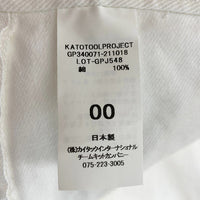 KATOTOOLPROJECT
GP340071-211018
LOT-GPJ548
綿 100%
00
日本製
(株)カイタックインターナショナル
チームキットカンパニー
075-223-3005